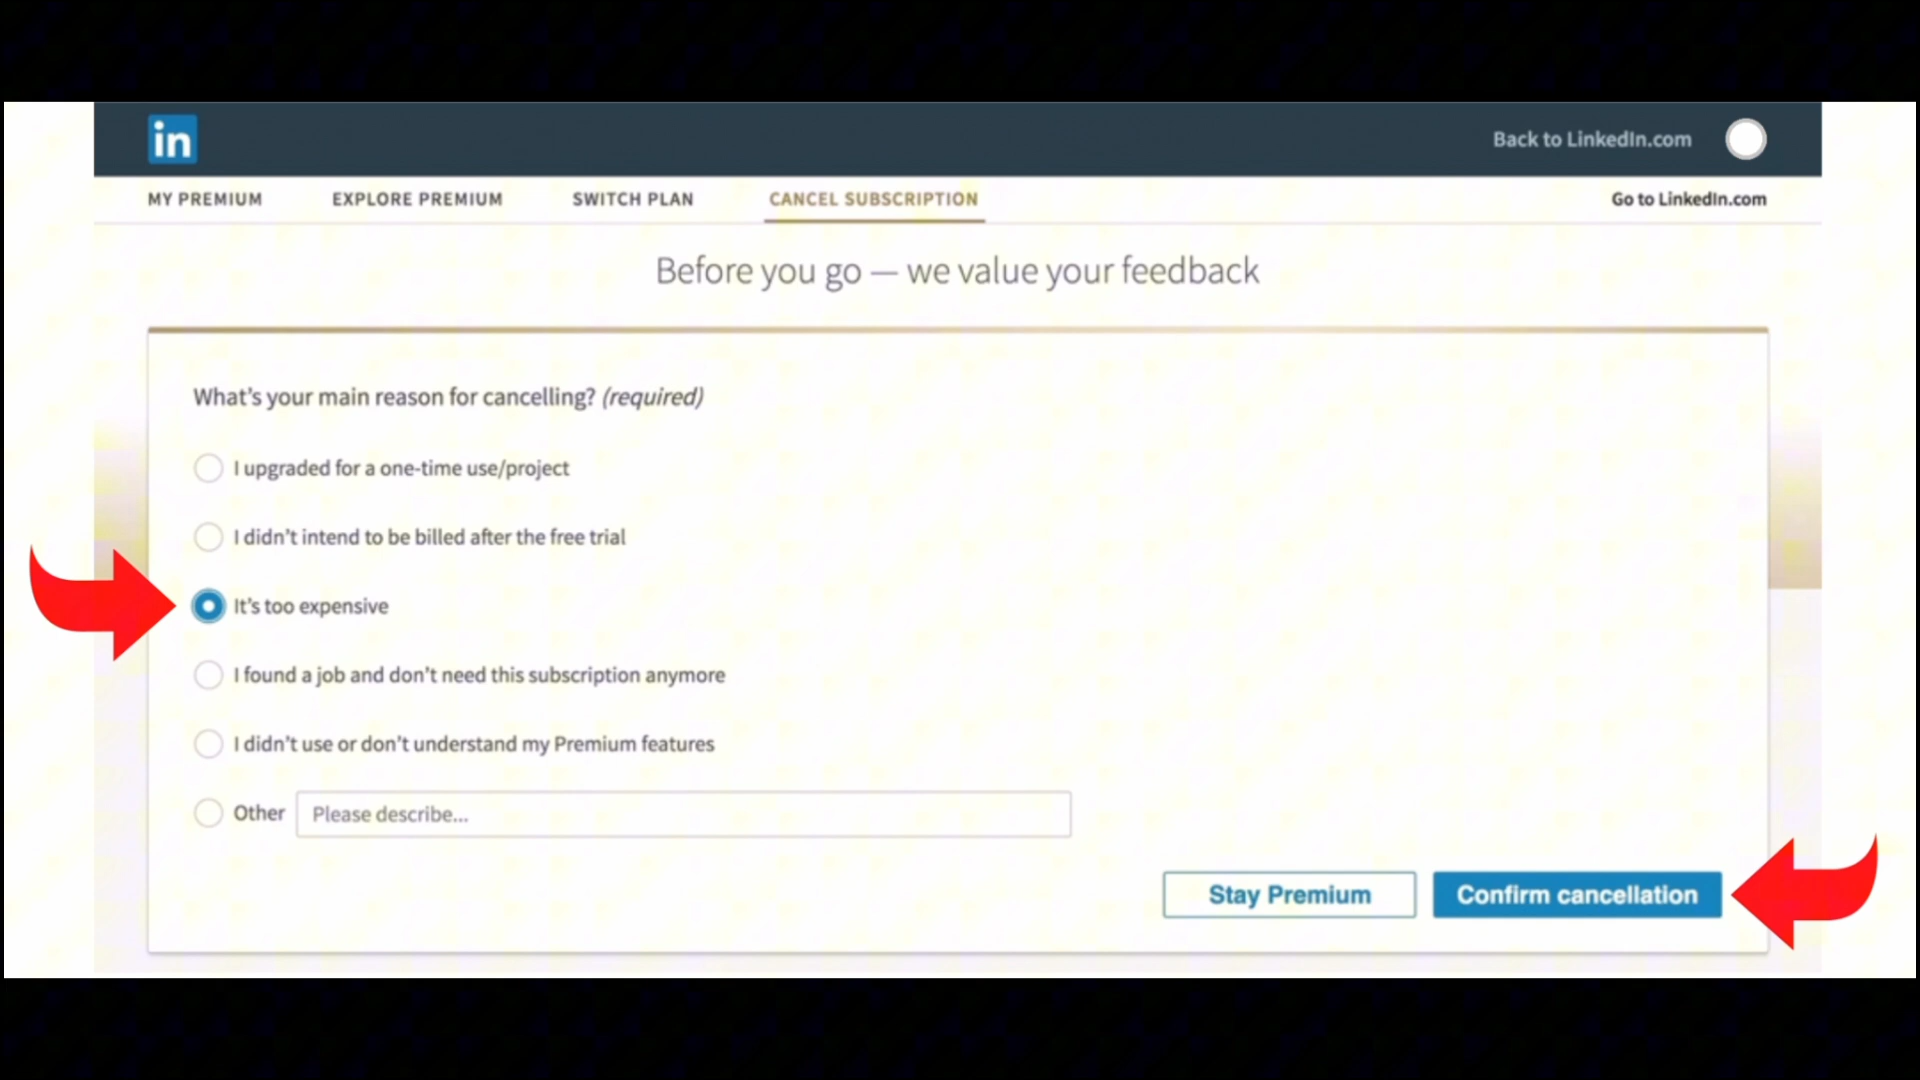 in
Back to LinkedIn.com
MY PREMIUM EXPLORE PREMIUM SWITCH PLAN CANCEL SUBSCRIPTION Go to LinkedIn.com
Before you go — we value your feedback
What's your main reason for cancelling? (required)
I upgraded for a one-time use/project
I didn't intend to be billed after the free trial
It's too expensive
I found a job and don't need this subscription anymore
I didn't use or don't understand my Premium features
Other Please describe...
Stay Premium Confirm cancellation